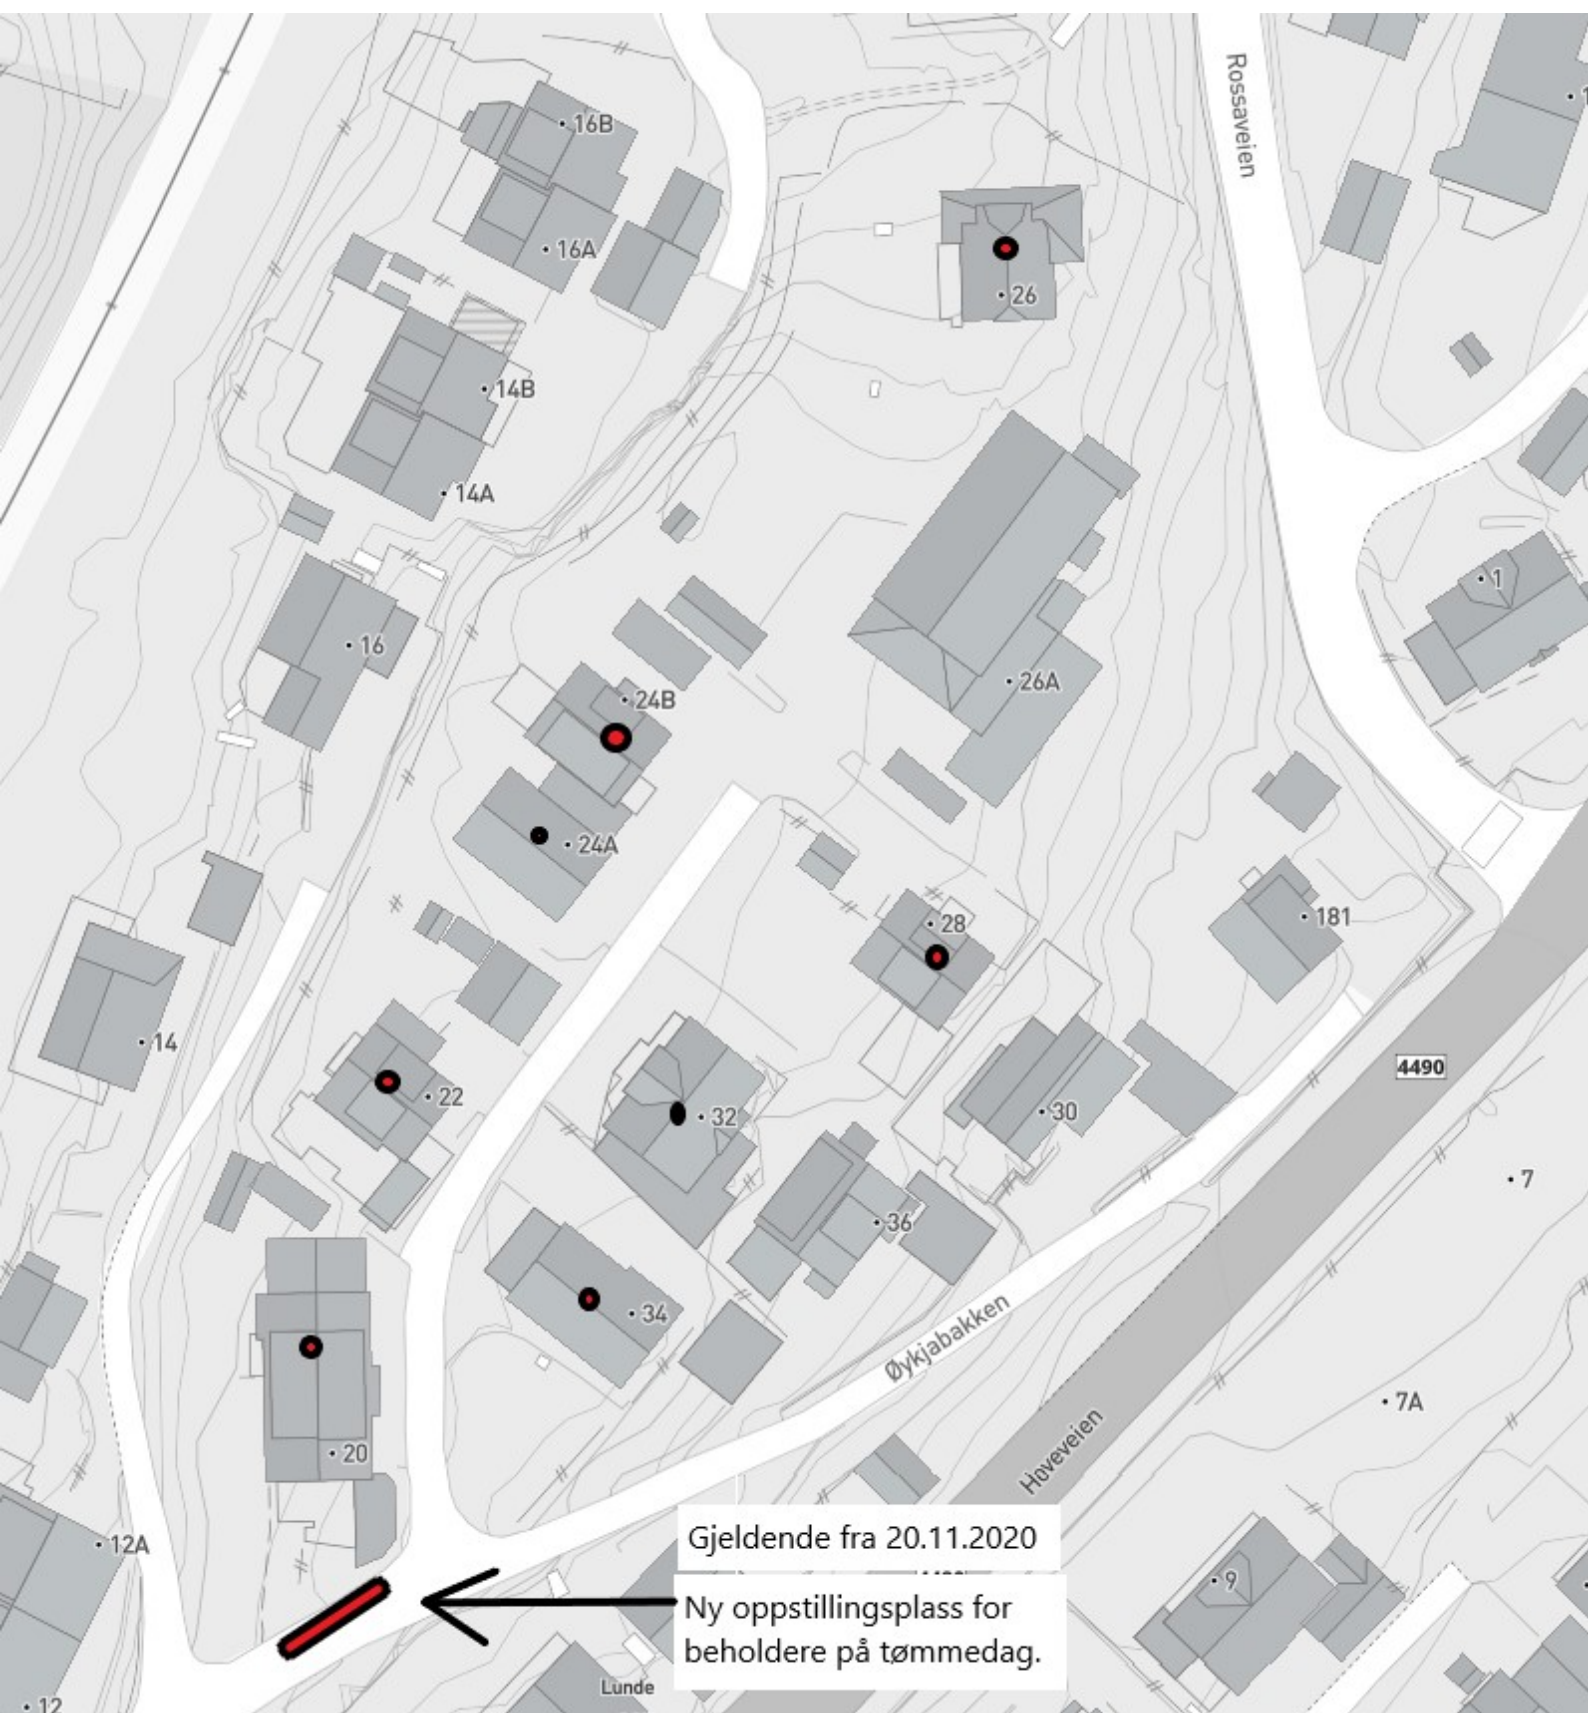 Rossaveien
16B
16A
26
14B
14A
1
16
26A
24B
24A
28
181
14
22
32
30
4490
7
36
34
Øykjabakken
7A
20
Hoveveien
12A
Gjeldende fra 20.11.2020
9
Ny oppstillingsplass for
beholdere på tømmedag.
Lunde
12